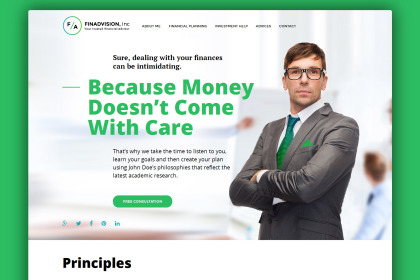 F/A
FINADVISION, Inc
Your trusted financial advisor
ABOUT ME FINANCIAL PLANNING INVESTMENT HELP ADVICES CONTACT
Sure, dealing with your finances
can be intimidating.
Because Money
Doesn't Come
With Care
That's why we take the time to listen to you,
learn your goals and then create your plan
using John Doe's philosophies that reflect the
latest academic research.
FREE CONSULTATION
Principles